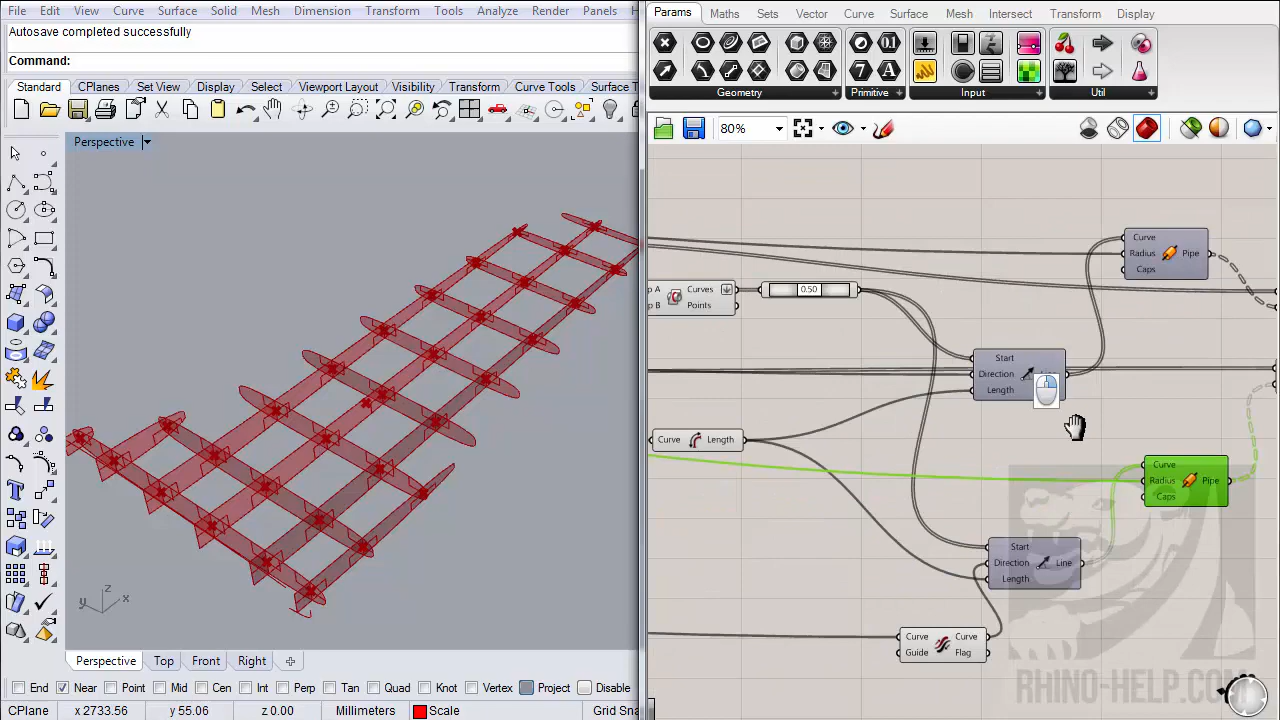 File Edit View Curve Surface Solid Mesh Dimension Transform Tools Analyze Render Panels
Autosave completed successfully
Command:
Standard CPlanes Set View Display Select Viewport Layout Visibility Transform Curve Tools Surface
Perspective
z
y x
Perspective Top Front Right
End Near Point Mid Cen Int Perp Tan Quad Knot Vertex Project Disable
CPlane x 2733.56 y 55.06 z 0.00 Millimeters Scale Grid Sna
Params Maths Sets Vector Curve Surface Mesh Intersect Transform Display
Geometry Primitive Input Util
80%
Curve
Radius Pipe
Caps
p A Curves
p B Points
0.50
Start
Direction
Length
Curve Length
Curve
Radius Pipe
Caps
Start
Direction Line
Length
Curve Curve
Guide Flag
RHINO-HELP.COM